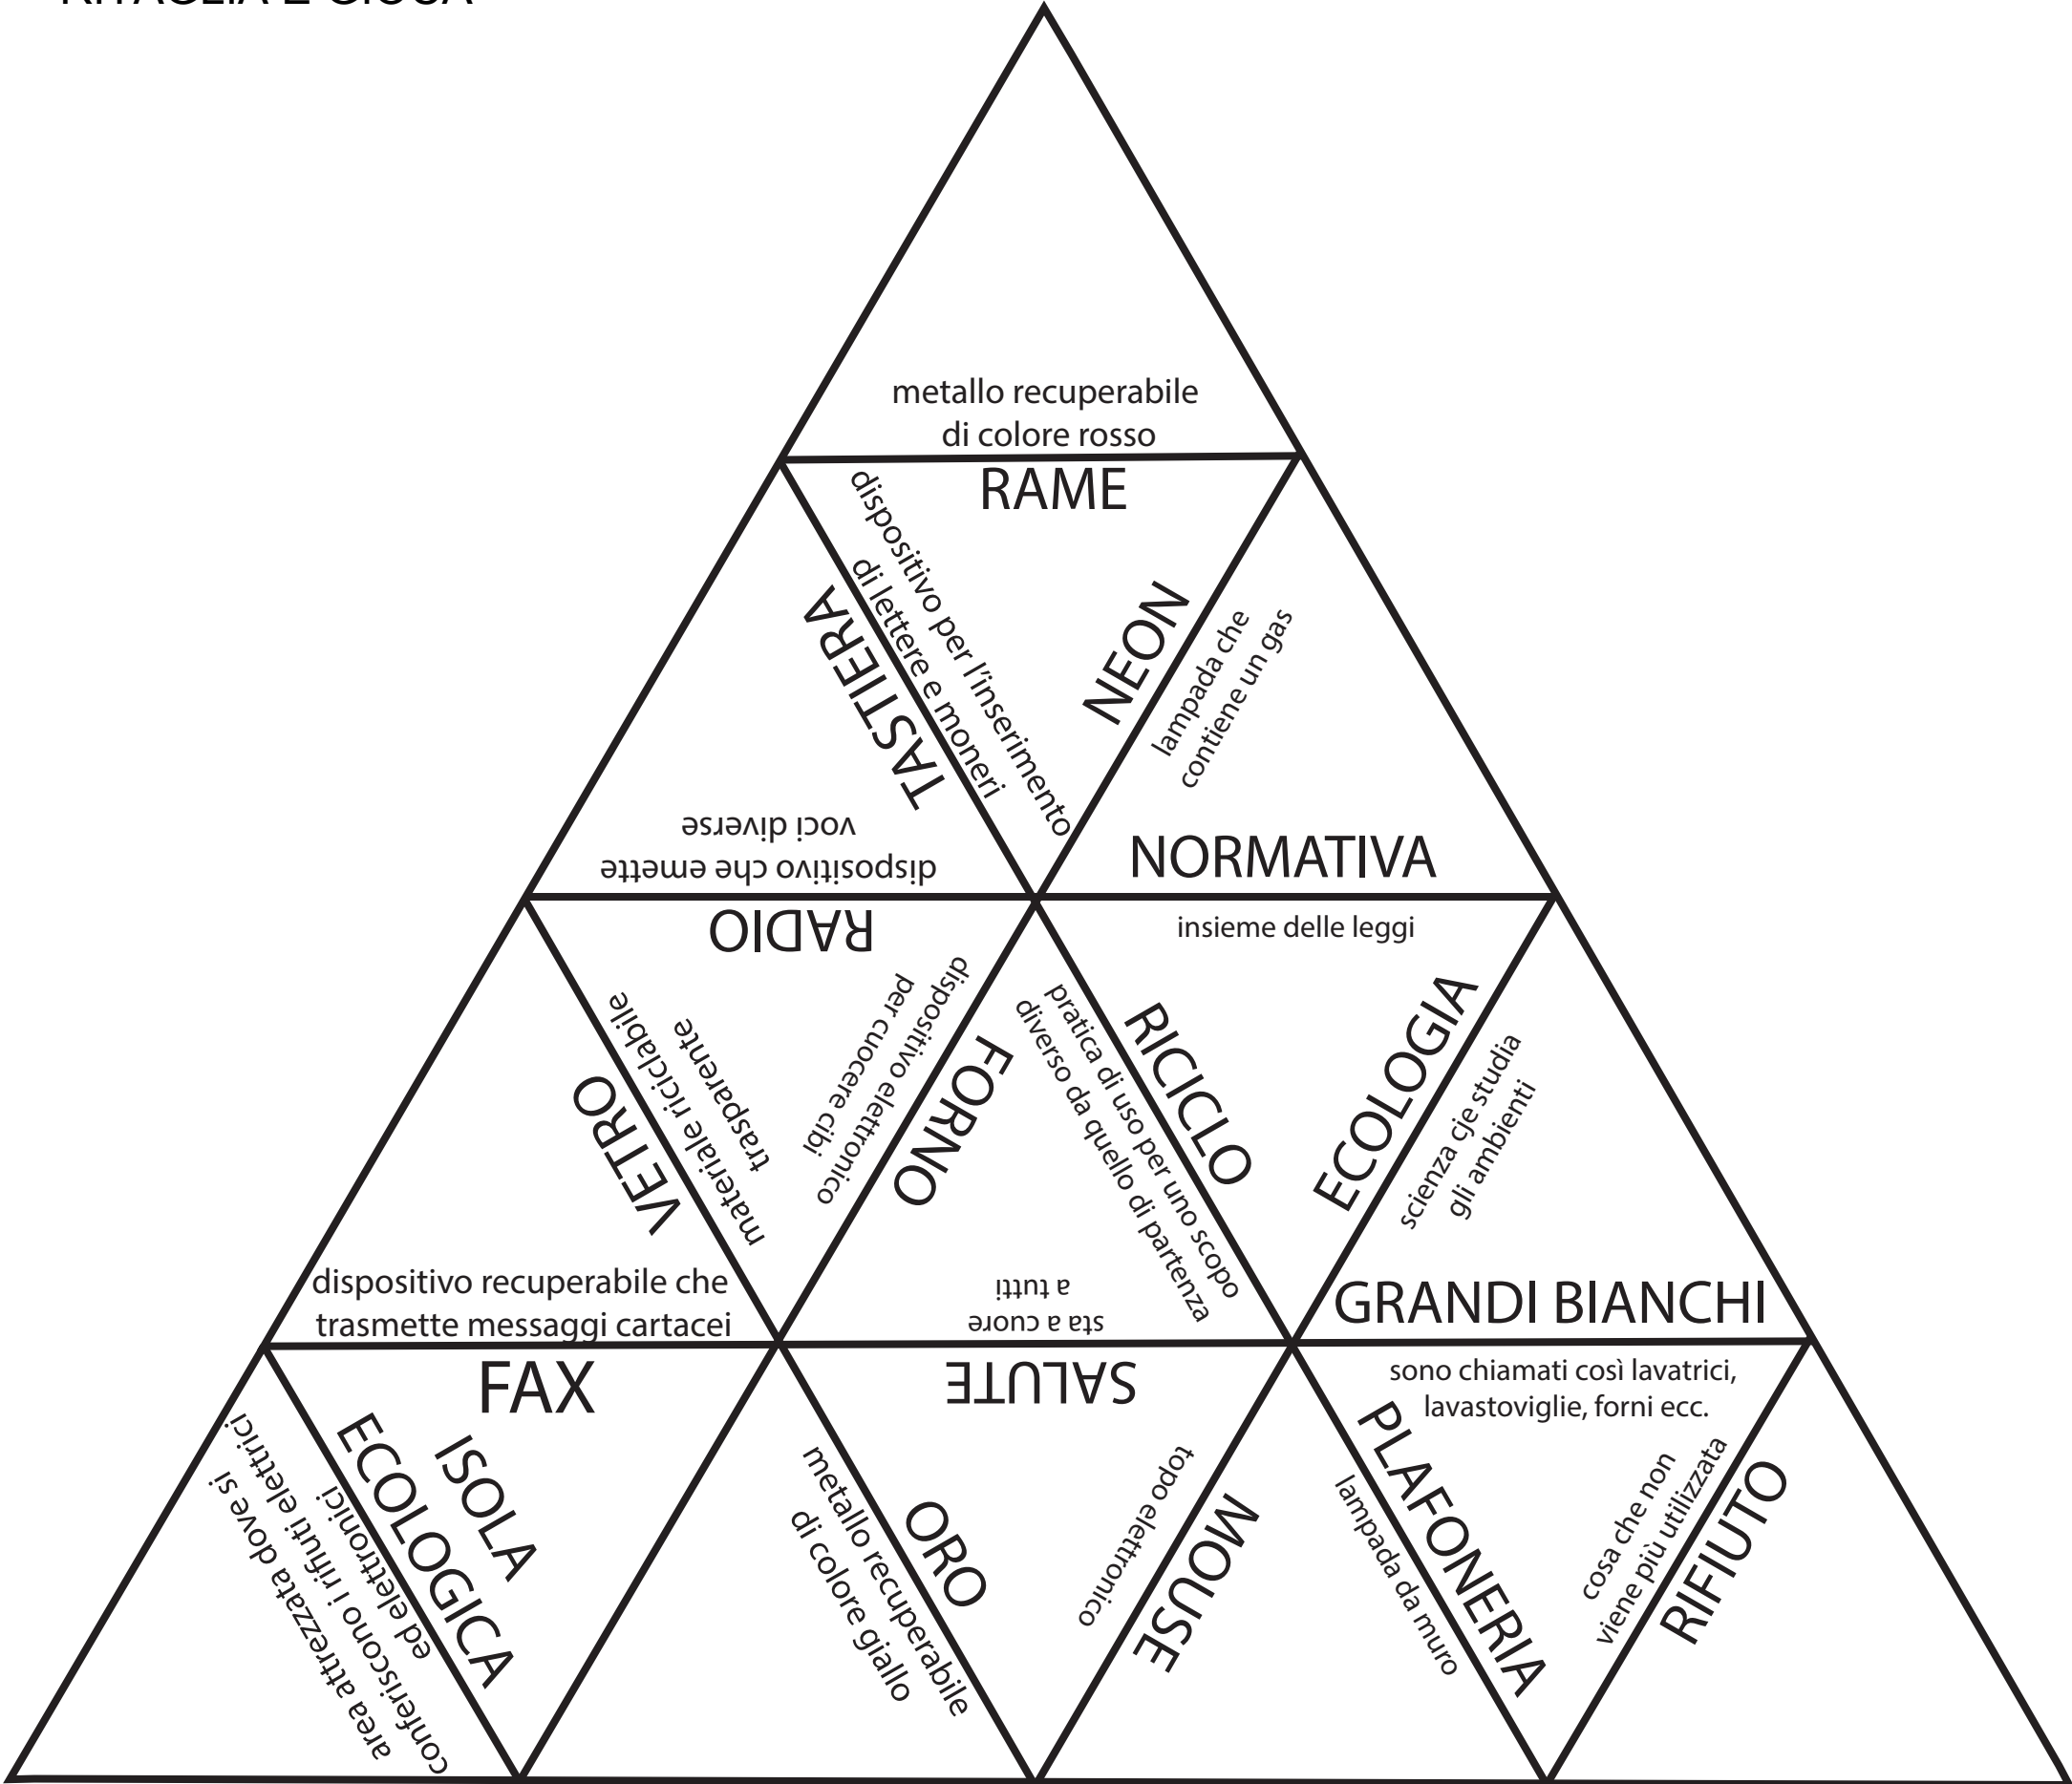 RITAGLIA E GIOCA
metallo recuperabile
di colore rosso
RAME
dispositivo per l'inserimento
di lettere e moneri
TASTIERA
NEON
lampada che
contiene un gas
dispositivo che emette
voci diverse
NORMATIVA
RADIO
insieme delle leggi
materiale riciclabile
trasparente
VETRO
dispositivo elettronico
per cuocere cibi
FORNO
pratica di uso per uno scopo
diverso da quello di partenza
RICICLO
ECOLOGIA
scienza cje studia
gli ambienti
dispositivo recuperabile che
trasmette messaggi cartacei
sta a cuore
a tutti
GRANDI BIANCHI
FAX
SALUTE
sono chiamati così lavatrici,
lavastoviglie, forni ecc.
area attrezzata dove si
conferiscono i rifiuti elettrici
ed elettronici
ISOLA
ECOLOGICA
metallo recuperabile
di colore giallo
ORO
topo elettronico
MOUSE
lampada da muro
PLAFONERIA
cosa che non
viene più utilizzata
RIFIUTO